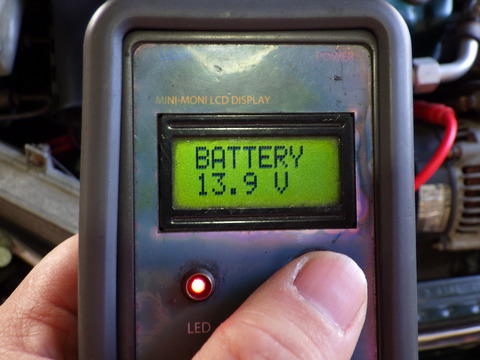 POWER
MINI-MONI LCD DISPLAY
BATTERY
13.9 V
LED